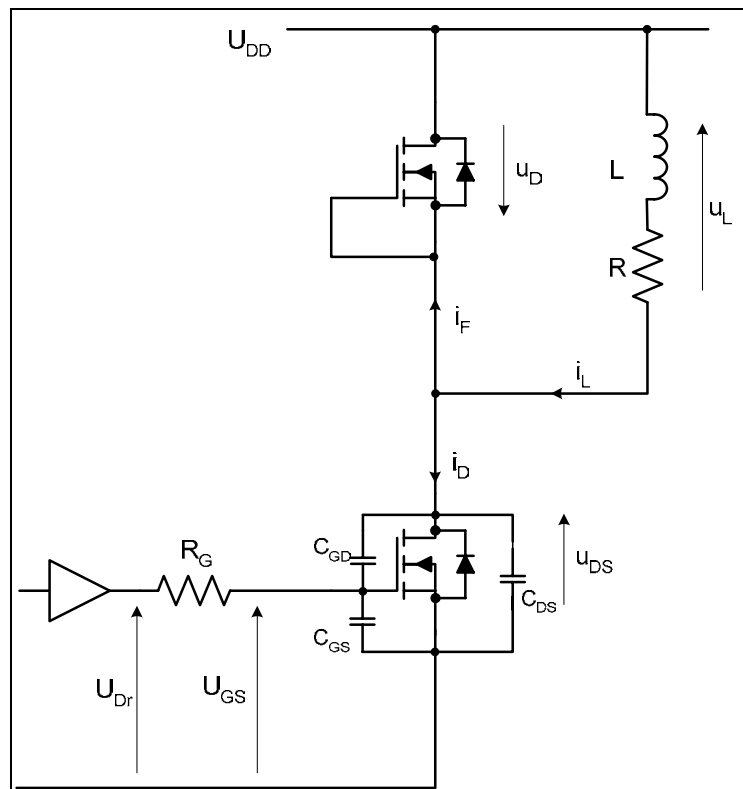 U_DD
u_D
L
u_L
R
i_F
i_L
i_D
R_G
C_GD
C_GS
C_DS
u_DS
U_Dr
U_GS